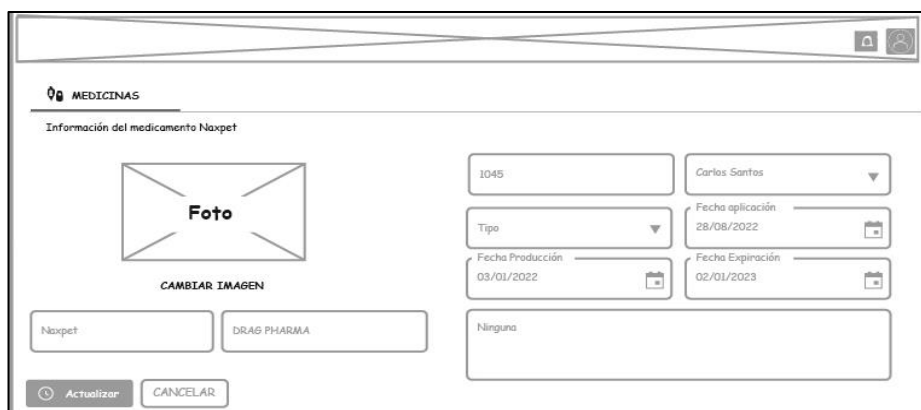 MEDICINAS
Información del medicamento Naxpet
Foto
CAMBIAR IMAGEN
Naxpet
DRAG PHARMA
1045
Carlos Santos
Tipo
Fecha aplicación
28/08/2022
Fecha Producción
03/01/2022
Fecha Expiración
02/01/2023
Ninguna
Actualizar
CANCELAR